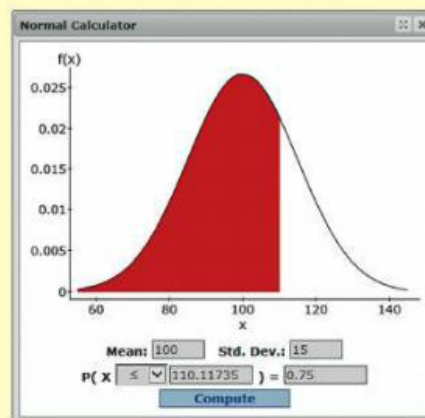 Normal Calculator
f(x)
0.025
0.02
0.015
0.01
0.005
0
60 80 100 120 140
x
Mean: 100 Std. Dev.: 15
P( X ≤ 110.11735 ) = 0.75
Compute